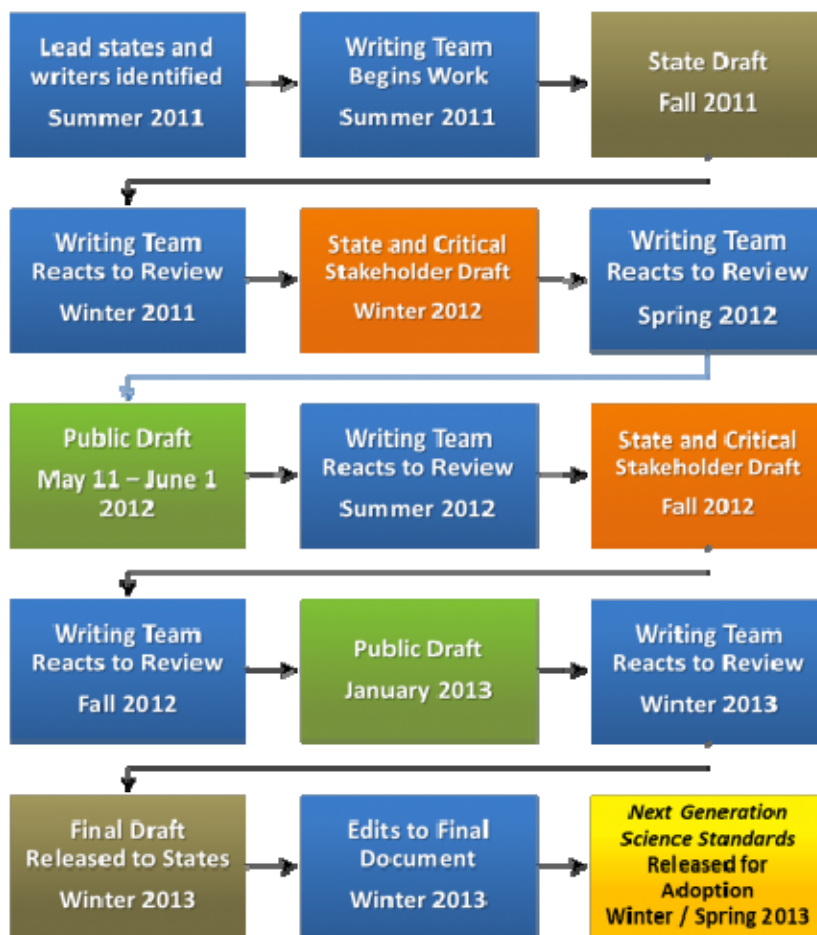 Lead states and
writers identified
Summer 2011
Writing Team
Begins Work
Summer 2011
State Draft
Fall 2011
Writing Team
Reacts to Review
Winter 2011
State and Critical
Stakeholder Draft
Winter 2012
Writing Team
Reacts to Review
Spring 2012
Public Draft
May 11 – June 1
2012
Writing Team
Reacts to Review
Summer 2012
State and Critical
Stakeholder Draft
Fall 2012
Writing Team
Reacts to Review
Fall 2012
Public Draft
January 2013
Writing Team
Reacts to Review
Winter 2013
Final Draft
Released to States
Winter 2013
Edits to Final
Document
Winter 2013
Next Generation
Science Standards
Released for
Adoption
Winter / Spring 2013